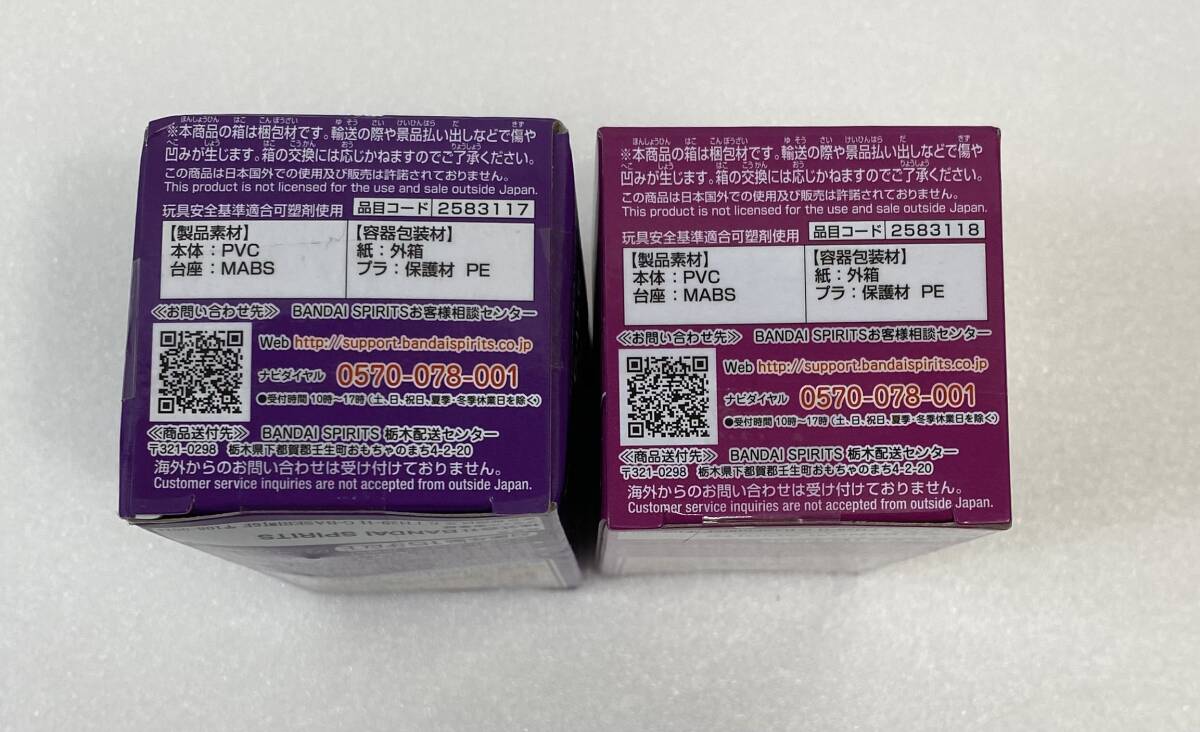 ※本商品の箱は梱包材です。輸送の際や景品払い出しなどで傷や
凹みが生じます。箱の交換には応じかねますのでご了承ください。
この商品は日本国外での使用及び販売は許諾されておりません。
This product is not licensed for the use and sale outside Japan.
玩具安全基準適合可塑剤使用 品目コード 2583117
【製品素材】 【容器包装材】
本体：PVC 紙：外箱
台座：MABS プラ：保護材 PE
≪お問い合わせ先≫ BANDAI SPIRITSお客様相談センター
Web http://support.bandaispirits.co.jp
ナビダイヤル 0570-078-001
●受付時間 10時～17時（土、日、祝日、夏季・冬季休業日を除く）
≪商品送付先≫ BANDAI SPIRITS 栃木配送センター
〒321-0298 栃木県下都賀郡壬生町おもちゃのまち4-2-20
海外からのお問い合わせは受け付けておりません。
Customer service inquiries are not accepted from outside Japan.
BANDAI SPIRITS
※本商品の箱は梱包材です。輸送の際や景品払い出しなどで傷や
凹みが生じます。箱の交換には応じかねますのでご了承ください。
この商品は日本国外での使用及び販売は許諾されておりません。
This product is not licensed for the use and sale outside Japan.
玩具安全基準適合可塑剤使用 品目コード 2583118
【製品素材】 【容器包装材】
本体：PVC 紙：外箱
台座：MABS プラ：保護材 PE
≪お問い合わせ先≫ BANDAI SPIRITSお客様相談センター
Web http://support.bandaispirits.co.jp
ナビダイヤル 0570-078-001
●受付時間 10時～17時（土、日、祝日、夏季・冬季休業日を除く）
≪商品送付先≫ BANDAI SPIRITS 栃木配送センター
〒321-0298 栃木県下都賀郡壬生町おもちゃのまち4-2-20
海外からのお問い合わせは受け付けておりません。
Customer service inquiries are not accepted from outside Japan.